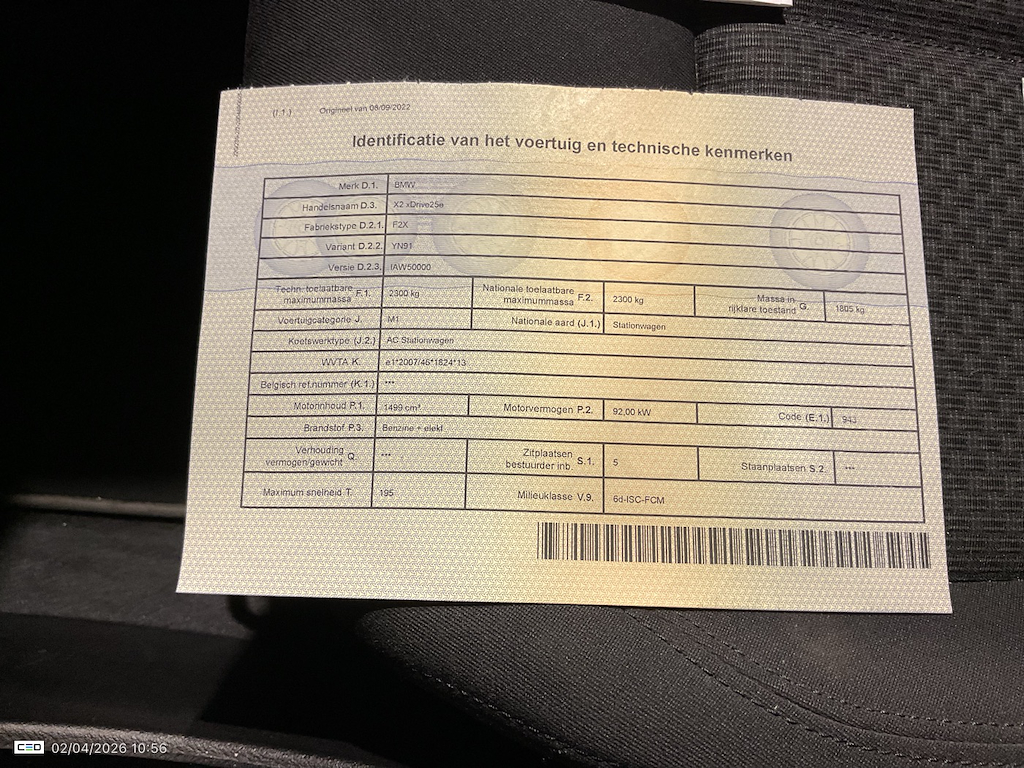 (I.1.) Origineel van 08/09/2022
Identificatie van het voertuig en technische kenmerken
Merk D.1. BMW
Handelsnaam D.3. X2 xDrive25e
Fabriekstype D.2.1. F2X
Variant D.2.2. YN91
Versie D.2.3. IAW50000
Techn. toelaatbare maximummassa F.1. 2300 kg Nationale toelaatbare maximummassa F.2. 2300 kg Massa in rijklare toestand G. 1805 kg
Voertuigcategorie J. M1 Nationale aard (J.1.) Stationwagen
Koetswerktype (J.2.) AC Stationwagen
WVTA K. e1*2007/46*1824*13
Belgisch ref.nummer (K.1.) ***
Motorinhoud P.1. 1499 cm³ Motorvermogen P.2. 92,00 kW Code (E.1.) 943
Brandstof P.3. Benzine + elekt
Verhouding vermogen/gewicht Q *** Zitplaatsen bestuurder inb. S.1. 5 Staanplaatsen S.2. ***
Maximum snelheid T. 195 Milieuklasse V.9. 6d-ISC-FCM
CEO 02/04/2026 10:56